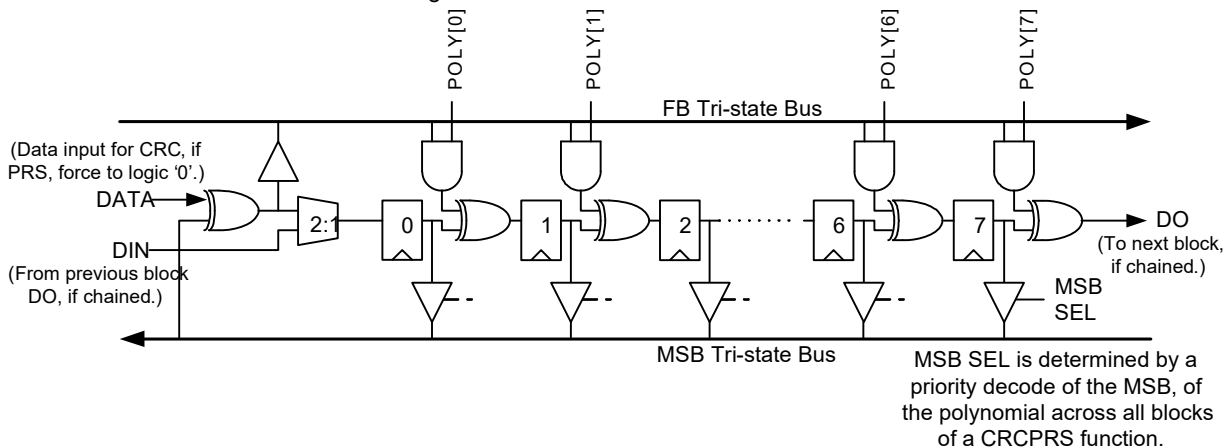 POLY[0]
POLY[1]
POLY[6]
POLY[7]
FB Tri-state Bus
(Data input for CRC, if
PRS, force to logic ‘0’.)
DATA
2:1
0
1
2
6
7
DO
(To next block,
if chained.)
DIN
(From previous block
DO, if chained.)
MSB
SEL
MSB Tri-state Bus
MSB SEL is determined by a
priority decode of the MSB, of
the polynomial across all blocks
of a CRCPRS function.